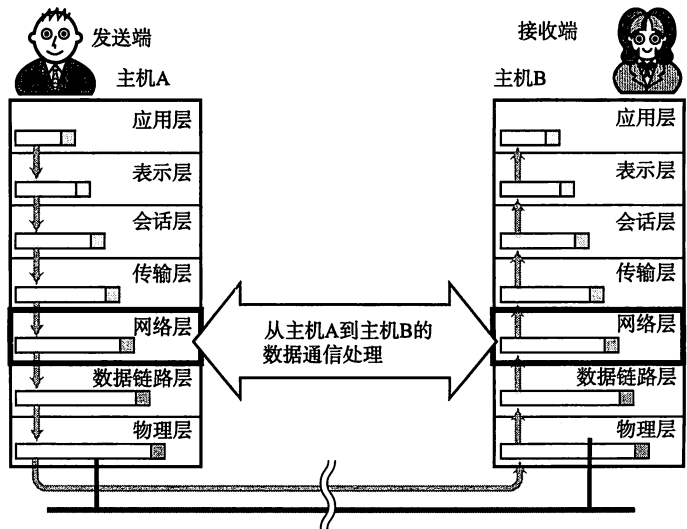 发送端
接收端
主机A
主机B
应用层
应用层
表示层
表示层
会话层
会话层
传输层
传输层
网络层
网络层
从主机A到主机B的
数据通信处理
数据链路层
数据链路层
物理层
物理层